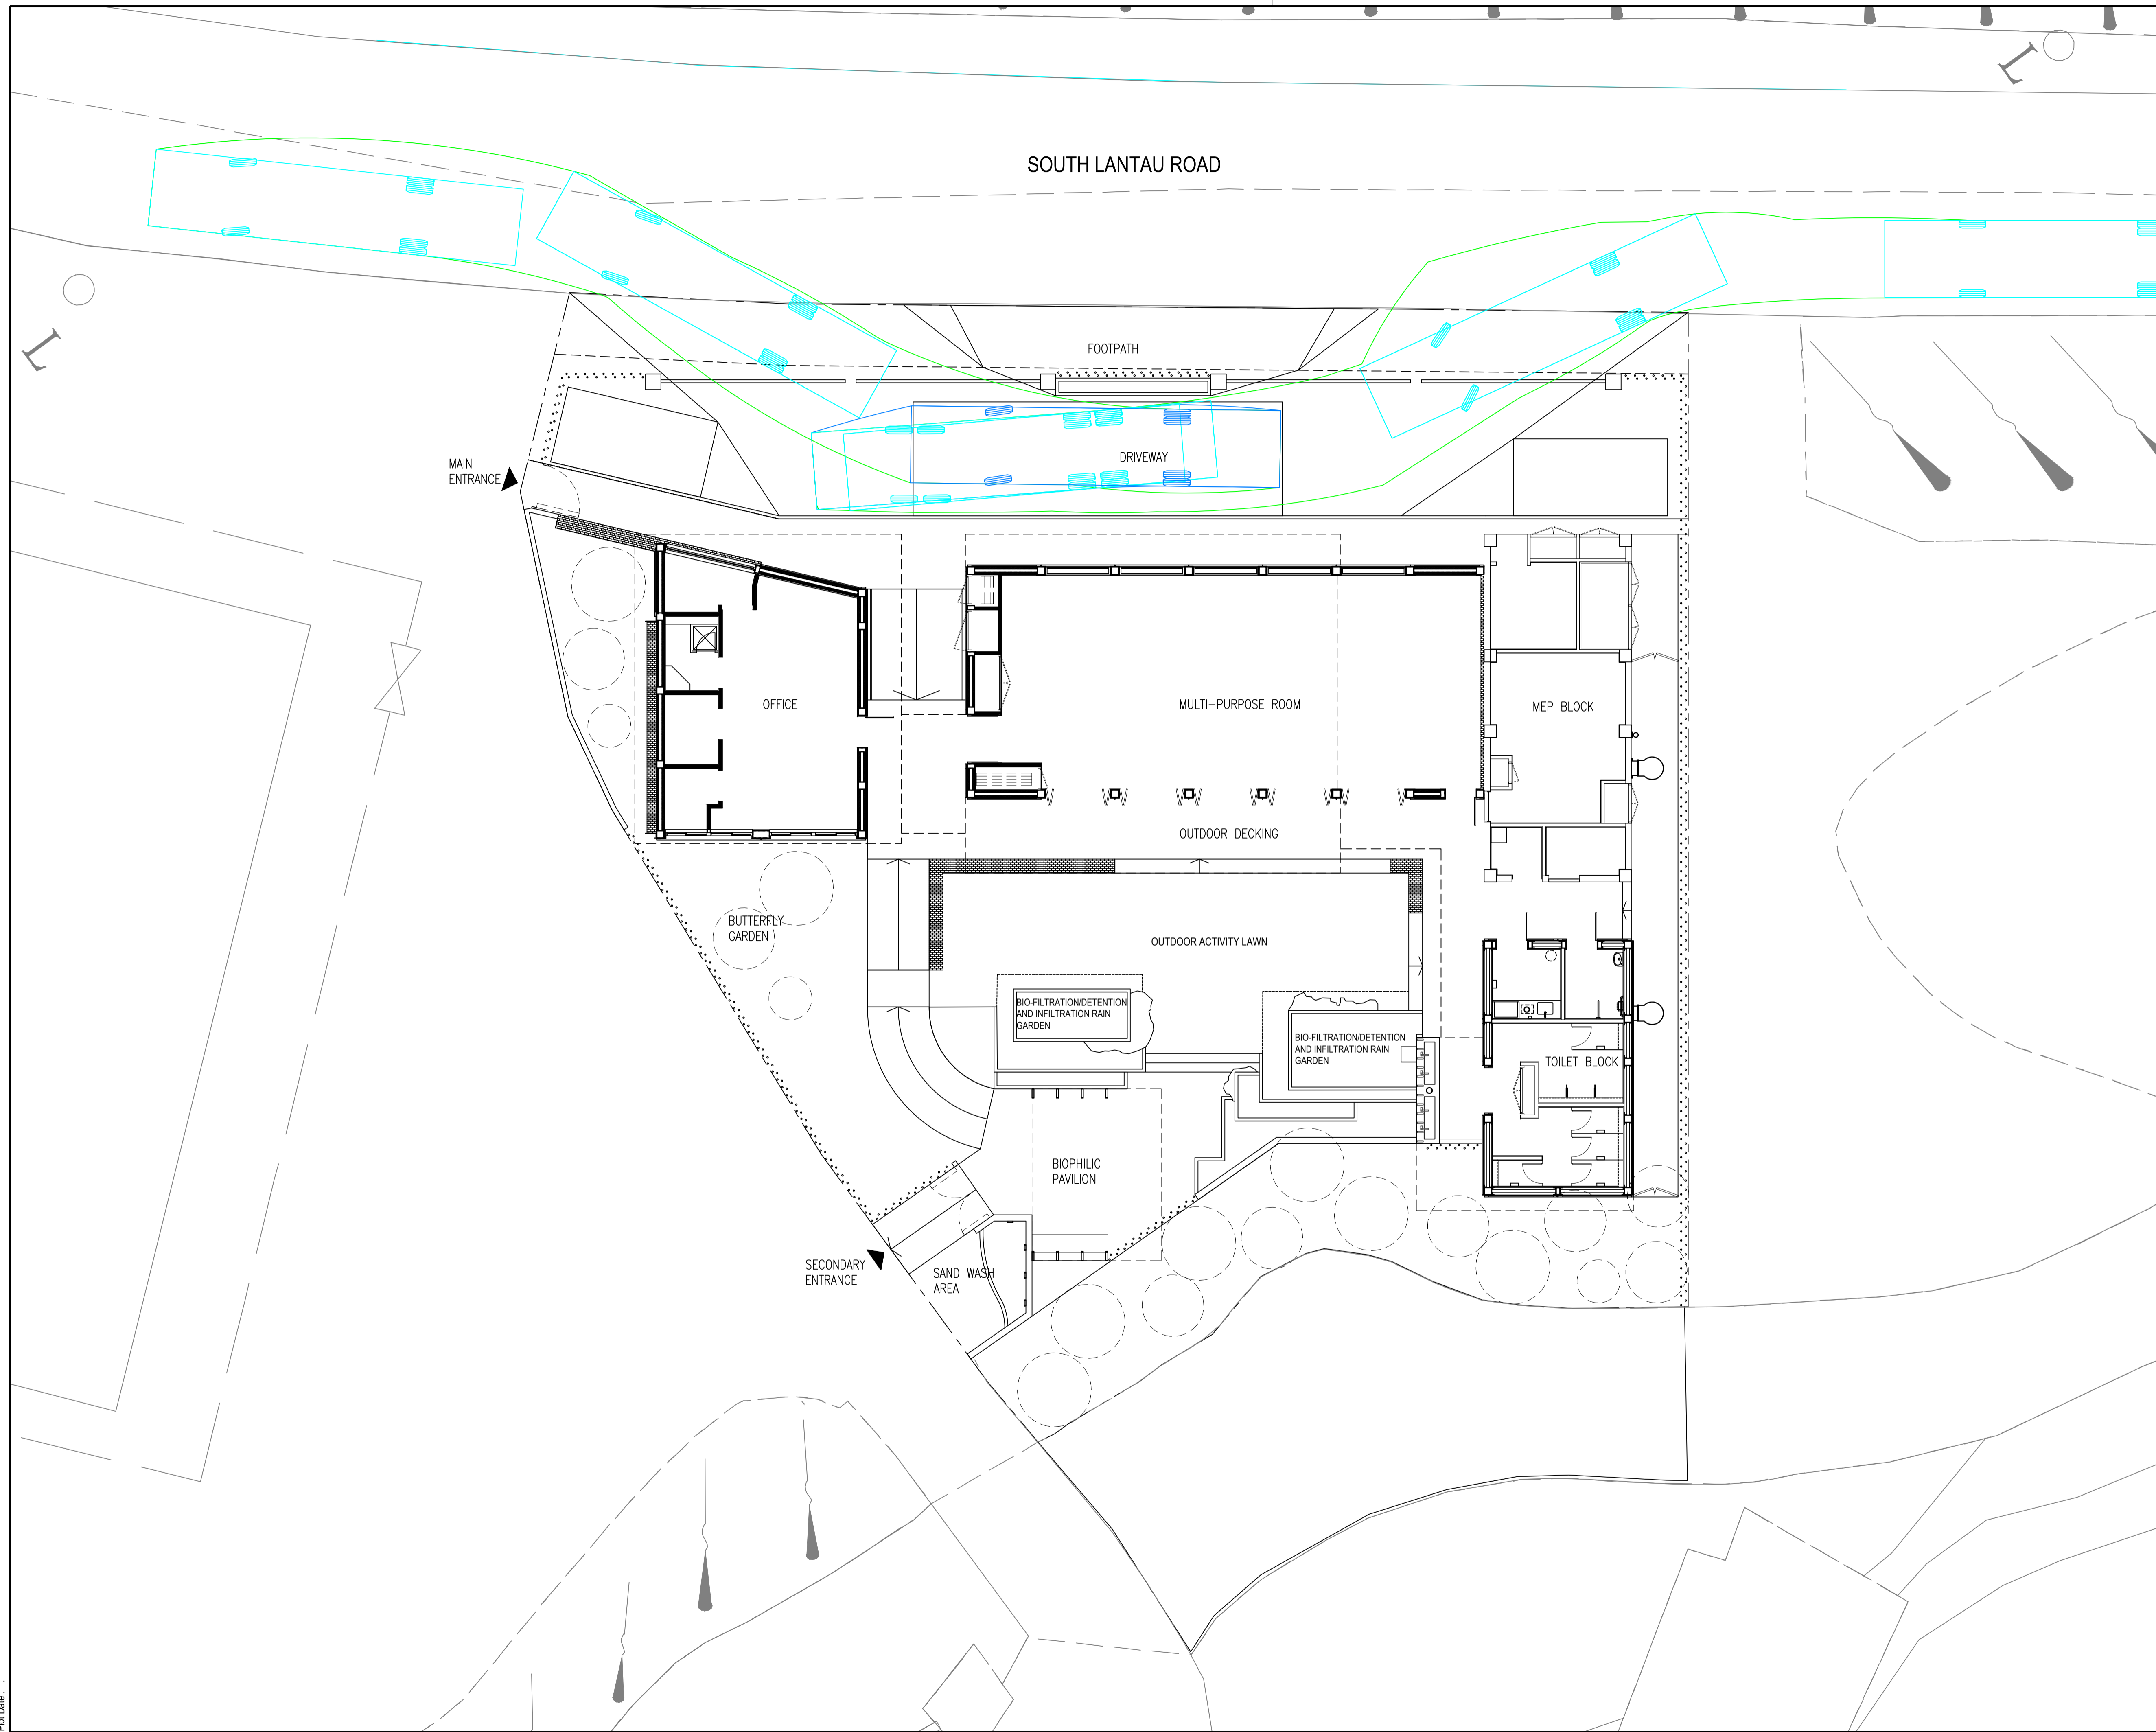 SOUTH LANTAU ROAD
L
L
FOOTPATH
DRIVEWAY
MAIN
ENTRANCE
OFFICE
MULTI-PURPOSE ROOM
MEP BLOCK
OUTDOOR DECKING
BUTTERFLY
GARDEN
OUTDOOR ACTIVITY LAWN
BIO-FILTRATION/DETENTION
AND INFILTRATION RAIN
GARDEN
BIO-FILTRATION/DETENTION
AND INFILTRATION RAIN
GARDEN
TOILET BLOCK
BIOPHILIC
PAVILION
SECONDARY
ENTRANCE
SAND WASH
AREA
Plot Date :